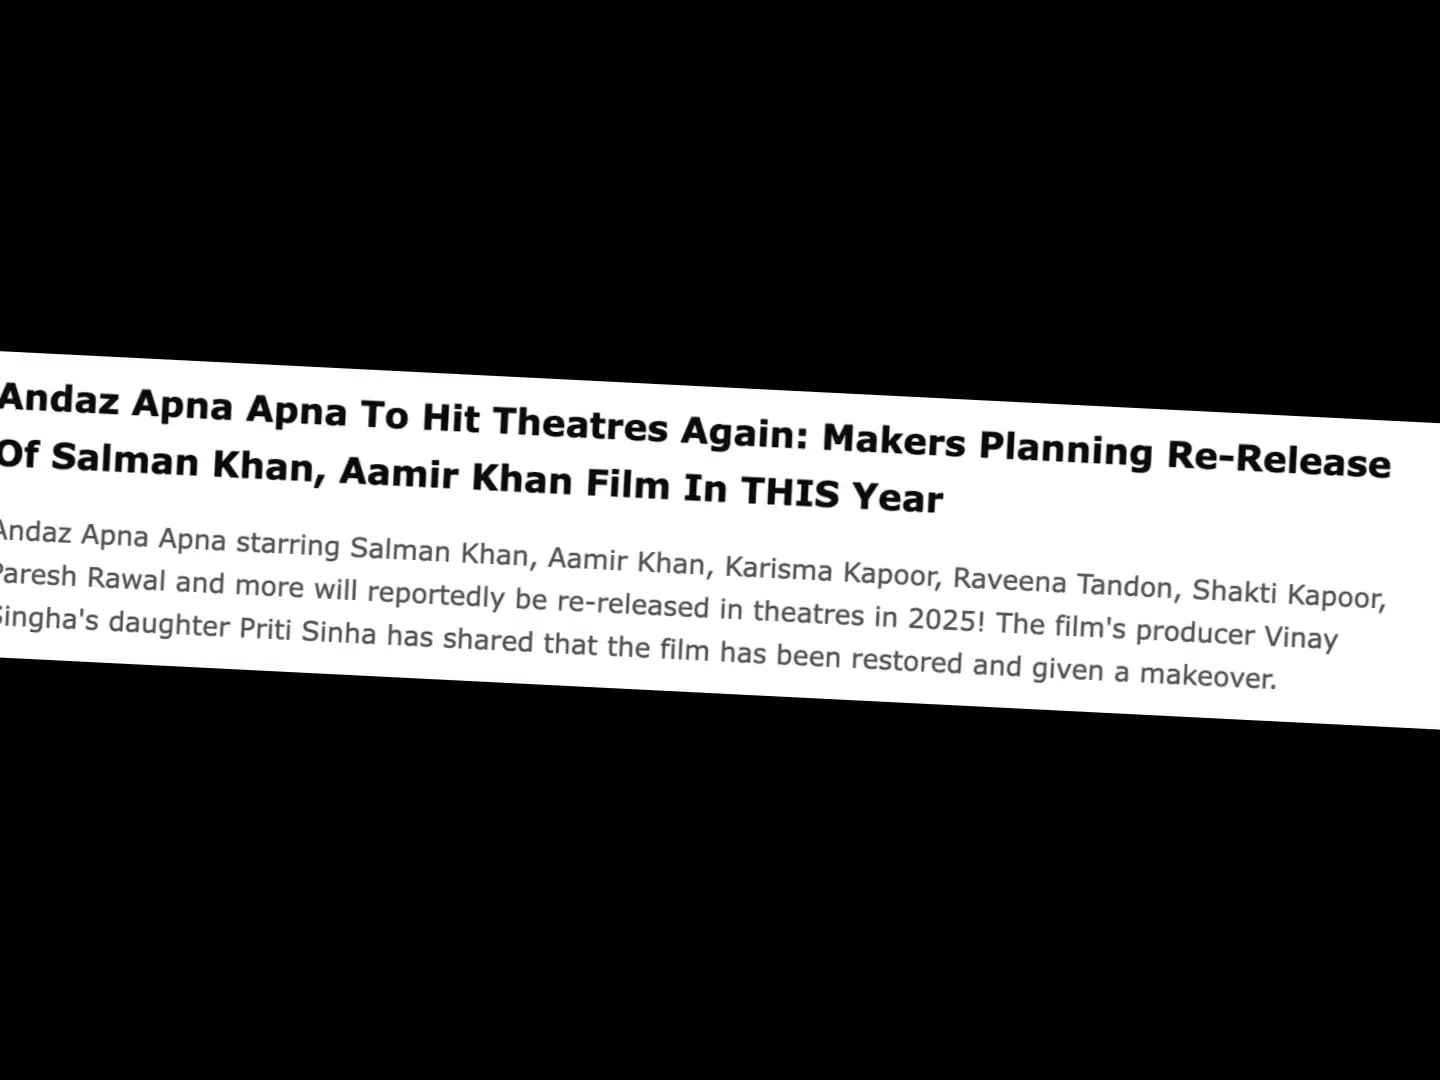 Andaz Apna Apna To Hit Theatres Again: Makers Planning Re-Release
Of Salman Khan, Aamir Khan Film In THIS Year
Andaz Apna Apna starring Salman Khan, Aamir Khan, Karisma Kapoor, Raveena Tandon, Shakti Kapoor,
Paresh Rawal and more will reportedly be re-released in theatres in 2025! The film's producer Vinay
Singha's daughter Priti Sinha has shared that the film has been restored and given a makeover.